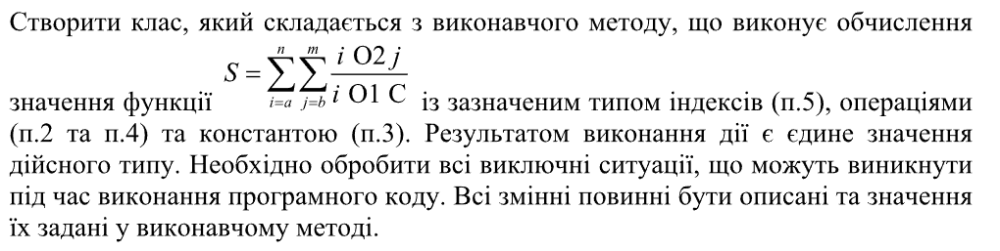 Створити клас, який складається з виконавчого методу, що виконує обчислення
значення функції S = \sum_{i=a}^{n} \sum_{j=b}^{m} \frac{i O2 j}{i O1 C} із зазначеним типом індексів (п.5), операціями
(п.2 та п.4) та константою (п.3). Результатом виконання дії є єдине значення
дійсного типу. Необхідно обробити всі виключні ситуації, що можуть виникнути
під час виконання програмного коду. Всі змінні повинні бути описані та значення
їх задані у виконавчому методі.